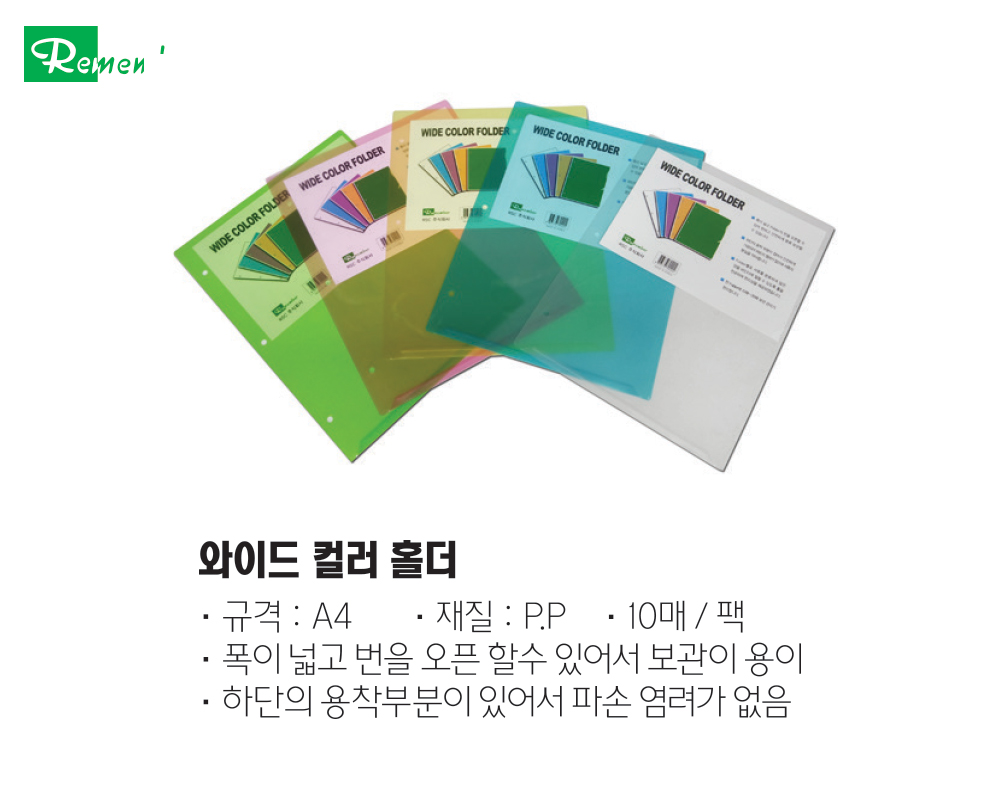 Remen
WIDE COLOR FOLDER
WIDE COLOR FOLDER
WIDE COLOR FOLDER
WIDE COLOR FOLDER
WIDE COLOR FOLDER
와이드 컬러 홀더
· 규격 : A4 · 재질 : P.P · 10매 / 팩
· 폭이 넓고 번을 오픈 할수 있어서 보관이 용이
· 하단의 용착부분이 있어서 파손 염려가 없음